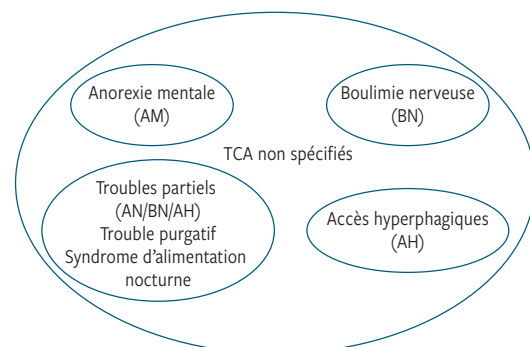 Anorexie mentale
(AM)
Boulimie nerveuse
(BN)
TCA non spécifiés
Troubles partiels
(AN/BN/AH)
Trouble purgatif
Syndrome d'alimentation
nocturne
Accès hyperphagiques
(AH)